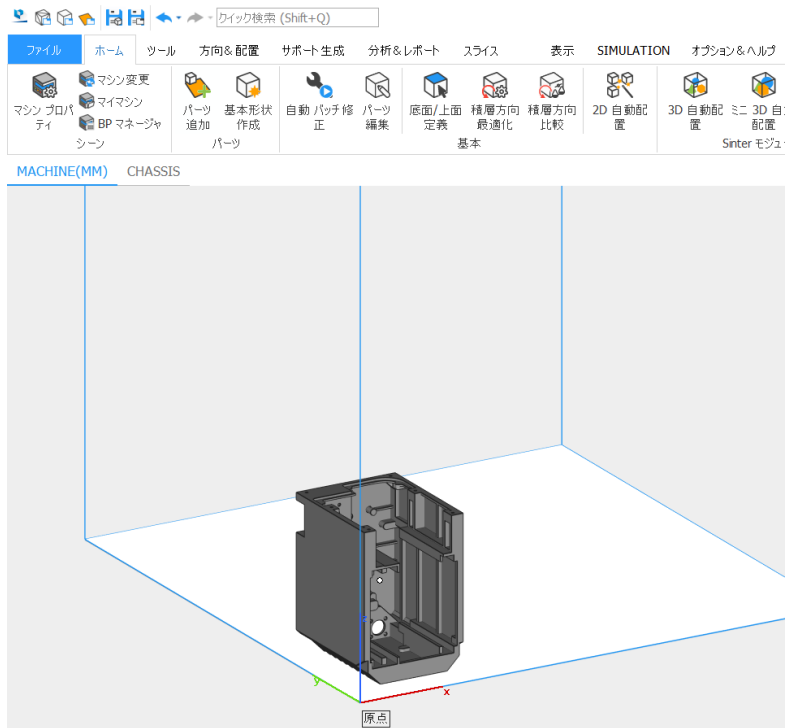 クイック検索 (Shift+Q)
ファイル ホーム ツール 方向&配置 サポート生成 分析&レポート スライス 表示 SIMULATION オプション&ヘルプ
マシン プロパティ
マシン変更
マイマシン
BP マネージャ
シーン
パーツ追加
基本形状作成
パーツ
自動 パッチ修正
パーツ編集
底面/上面定義
積層方向最適化
積層方向比較
2D 自動配置
基本
3D 自動配置
ミニ 3D 自
配置
Sinter モジュ
MACHINE(MM) CHASSIS
y
x
原点